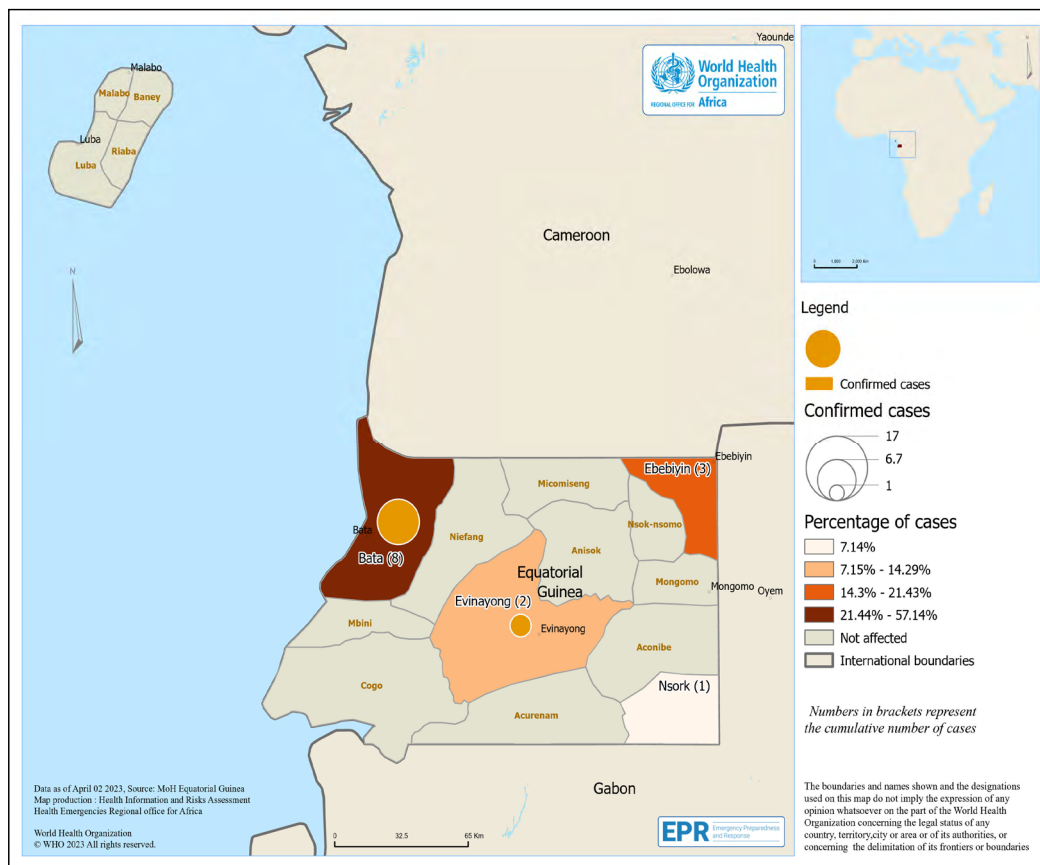 Yaounde
World Health
Organization
REGIONAL OFFICE FOR Africa
N
Malabo
Malabo
Baney
Luba
Riaba
Luba
N
Cameroon
Ebolowa
0 1,000 2,000 Km
Legend
Confirmed cases
Confirmed cases
17
6.7
1
Percentage of cases
7.14%
7.15% - 14.29%
14.3% - 21.43%
21.44% - 57.14%
Not affected
International boundaries
Numbers in brackets represent
the cumulative number of cases
Ebebiyin
Ebebiyin (3)
Micomiseng
Nsok-nsomo
Bata
Bata (8)
Niefang
Anisok
Equatorial
Guinea
Mongomo
Mongomo
Oyem
Evinayong (2)
Evinayong
Mbini
Aconibe
Cogo
Nsork (1)
Acurenam
Gabon
Data as of April 02 2023, Source: MoH Equatorial Guinea
Map production : Health Information and Risks Assessment
Health Emergencies Regional office for Africa
World Health Organization
© WHO 2023 All rights reserved.
0 32.5 65 Km
EPR Emergency Preparedness
and Response
The boundaries and names shown and the designations
used on this map do not imply the expression of any
opinion whatsoever on the part of the World Health
Organization concerning the legal status of any
country, territory,city or area or of its authorities, or
concerning the delimitation of its frontiers or boundaries